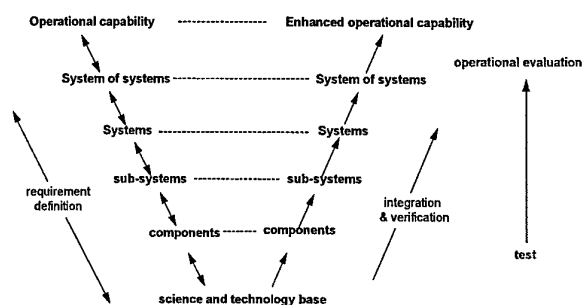 Operational capability
Enhanced operational capability
System of systems
System of systems
operational evaluation
Systems
Systems
sub-systems
sub-systems
requirement
definition
integration
& verification
components
components
test
science and technology base